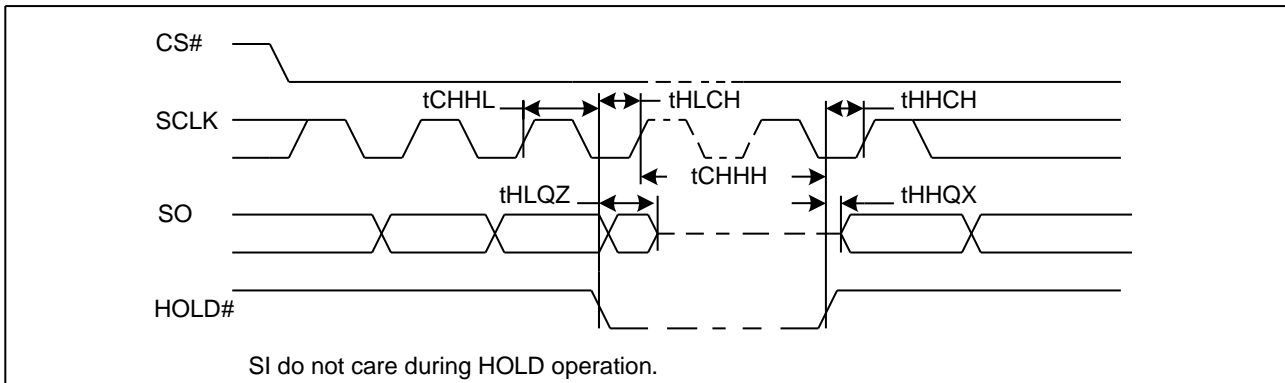 CS#
tCHHL
tHLCH
tHHCH
SCLK
tCHHH
tHLQZ
tHHQX
SO
HOLD#
SI do not care during HOLD operation.